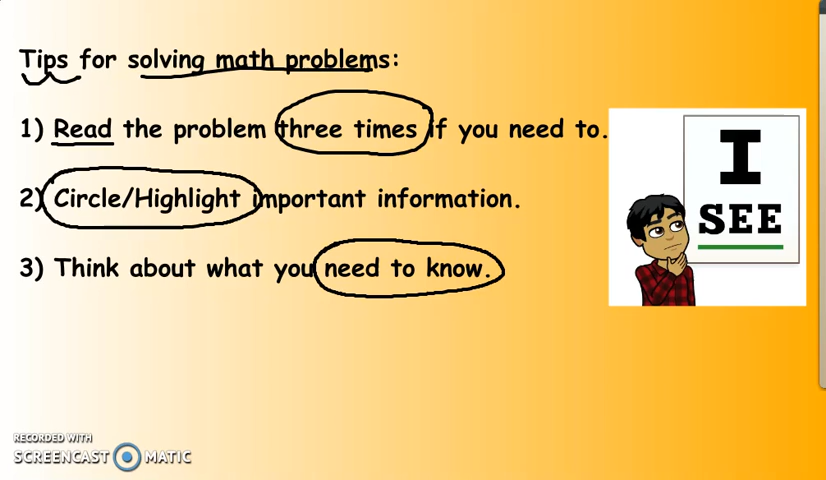 Tips for solving math problems:
1) Read the problem three times if you need to.
2) Circle/Highlight important information.
3) Think about what you need to know.
I
SEE
RECORDED WITH
SCREENCAST MATIC